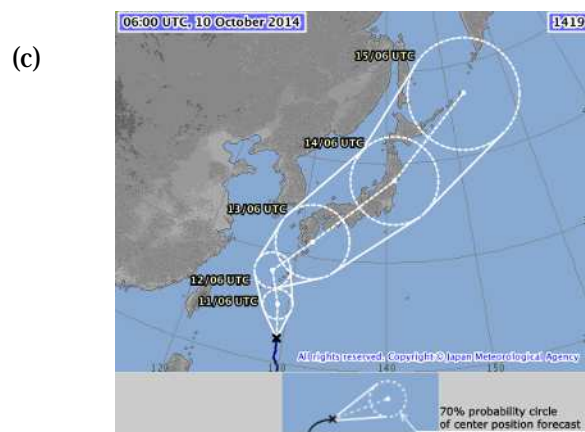 06:00 UTC, 10 October 2014
1419
(c)
15/06 UTC
14/06 UTC
13/06 UTC
12/06 UTC
11/06 UTC
All rights reserved. Copyright © Japan Meteorological Agency
120
130
140
150
70% probability circle
of center position forecast